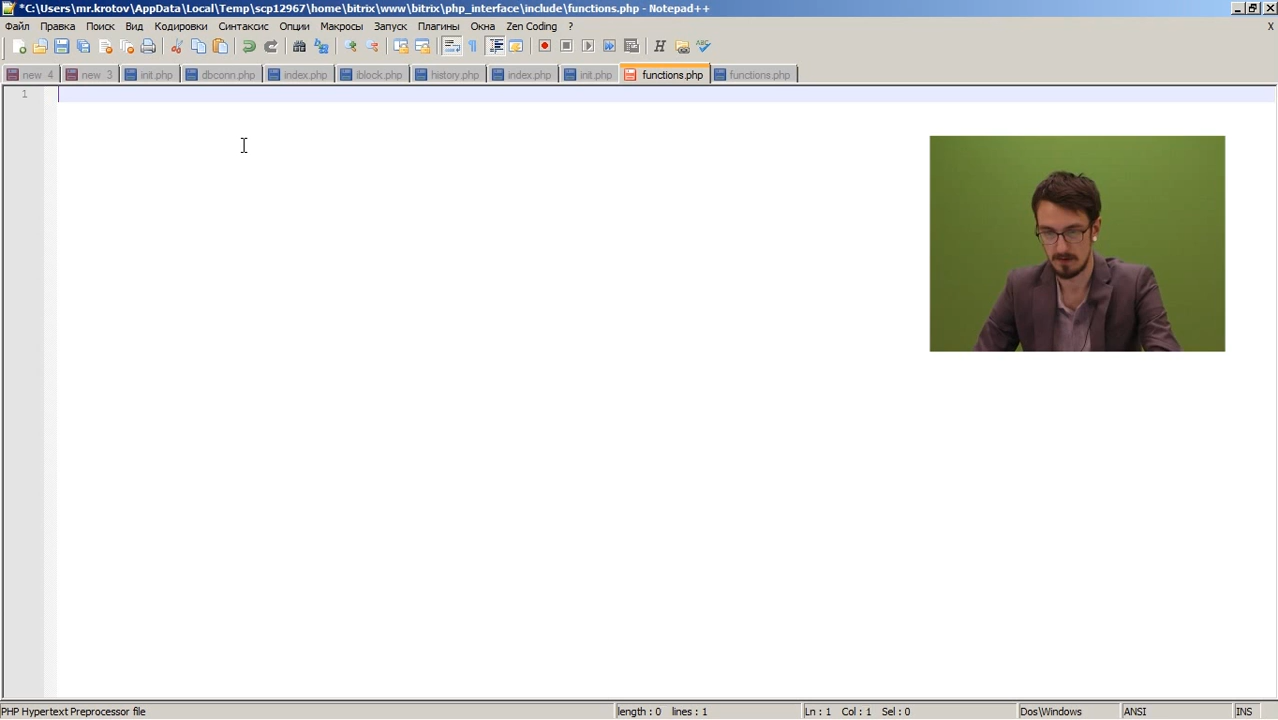 *C:\Users\mr.krotov\AppData\Local\Temp\scp12967\home\bitrix\www\bitrix\php_interface\include\functions.php - Notepad++
Файл Правка Поиск Вид Кодировки Синтаксис Опции Макросы Запуск Плагины Окна Zen Coding ? X
new 4 new 3 init.php dbconn.php index.php iblock.php history.php index.php init.php functions.php functions.php
1
PHP Hypertext Preprocessor file length : 0 lines : 1 Ln : 1 Col : 1 Sel : 0 Dos\Windows ANSI INS